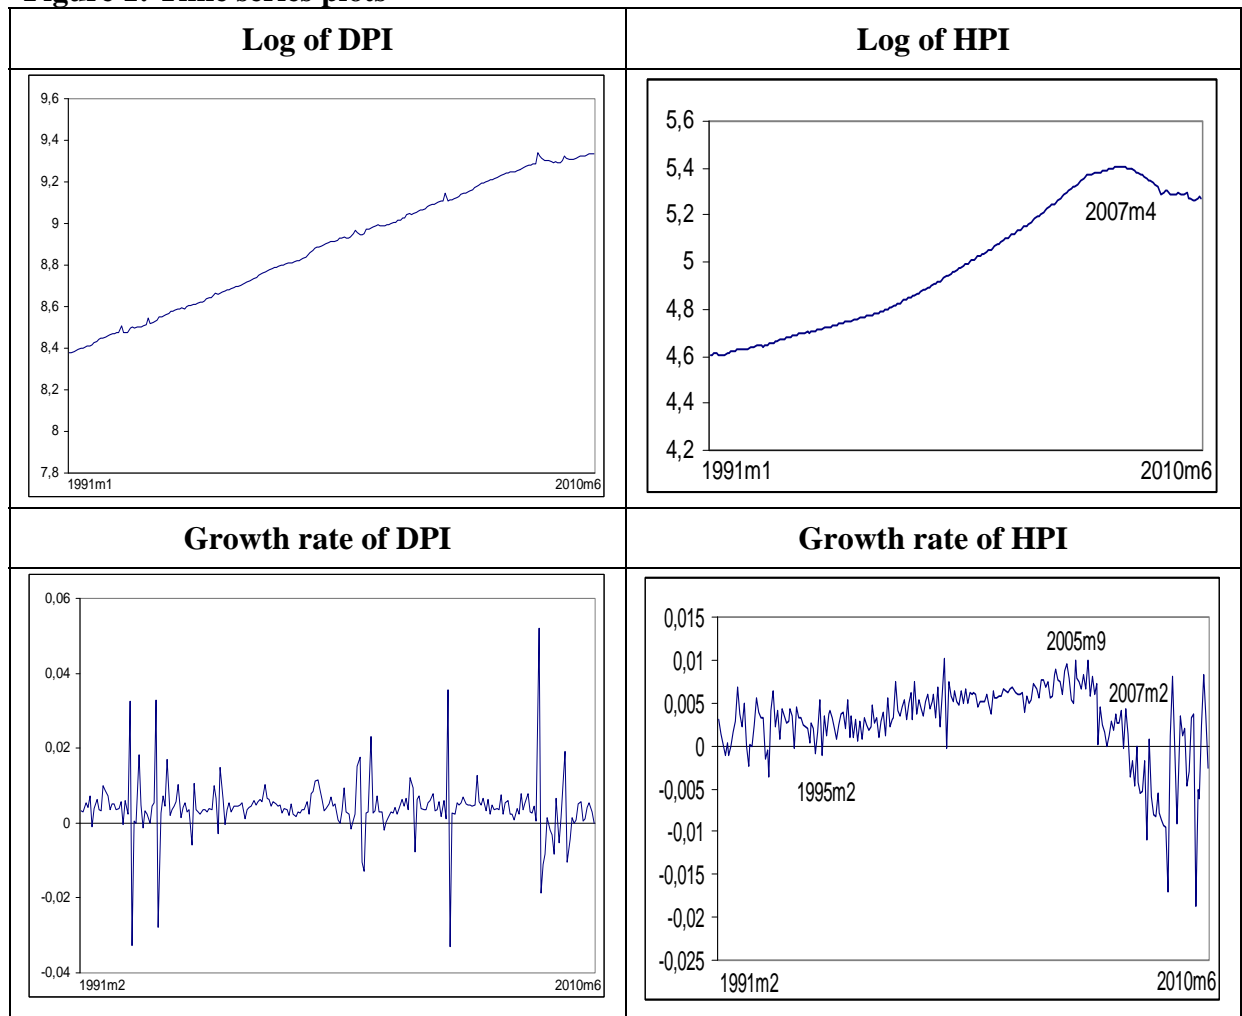 Log of DPI
Log of HPI
9,6
9,4
9,2
9
8,8
8,6
8,4
8,2
8
7,8
1991m1
2010m6
5,6
5,4
5,2
5
4,8
4,6
4,4
4,2
2007m4
1991m1
2010m6
Growth rate of DPI
Growth rate of HPI
0,06
0,04
0,02
0
-0,02
-0,04
1991m2
2010m6
0,015
0,01
0,005
0
-0,005
-0,01
-0,015
-0,02
-0,025
2005m9
2007m2
1995m2
1991m2
2010m6